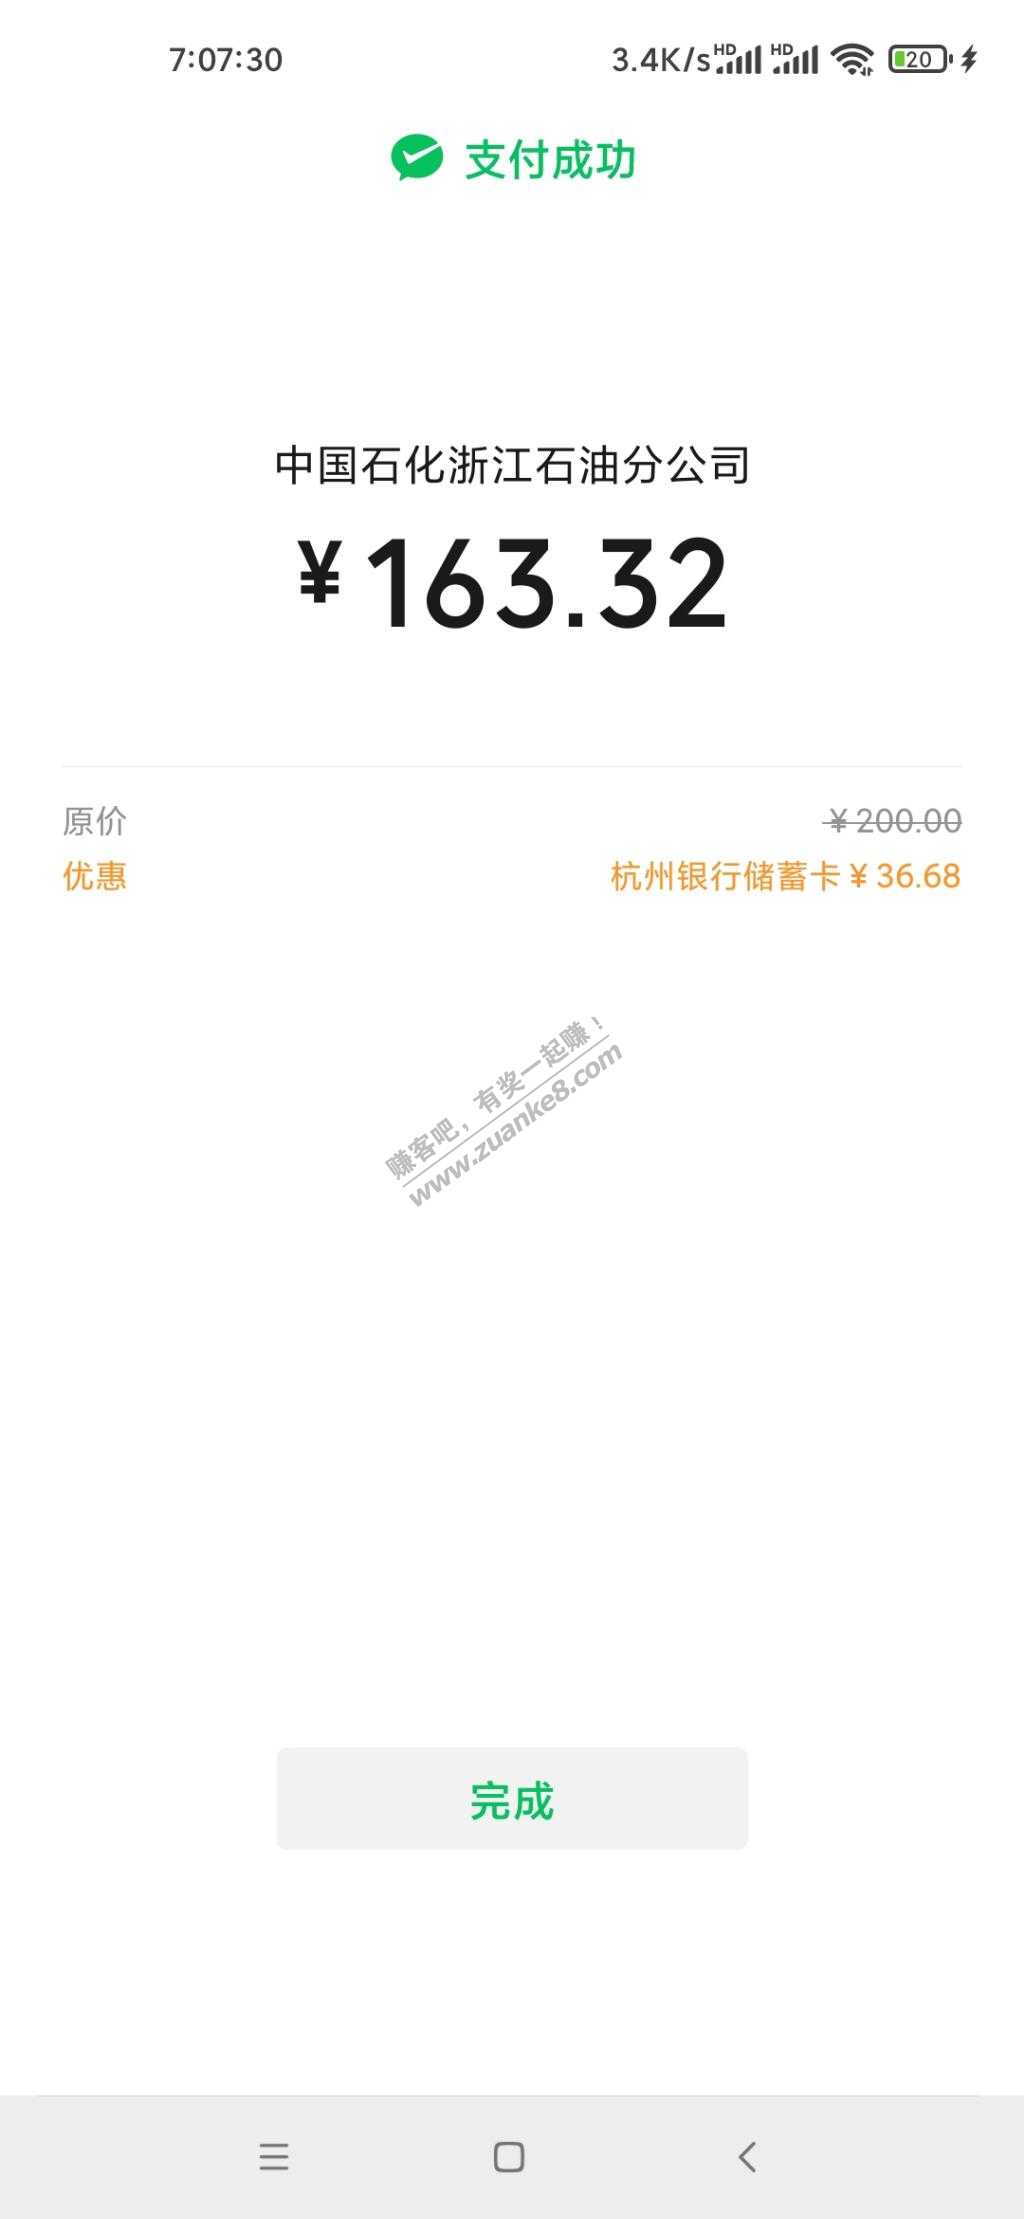 7:07:30 3.4K/s HD HD 20
支付成功
中国石化浙江石油分公司
¥163.32
原价 ¥200.00
优惠 杭州银行储蓄卡¥36.68
赚客吧，有奖一起赚！
www.zuanke8.com
完成